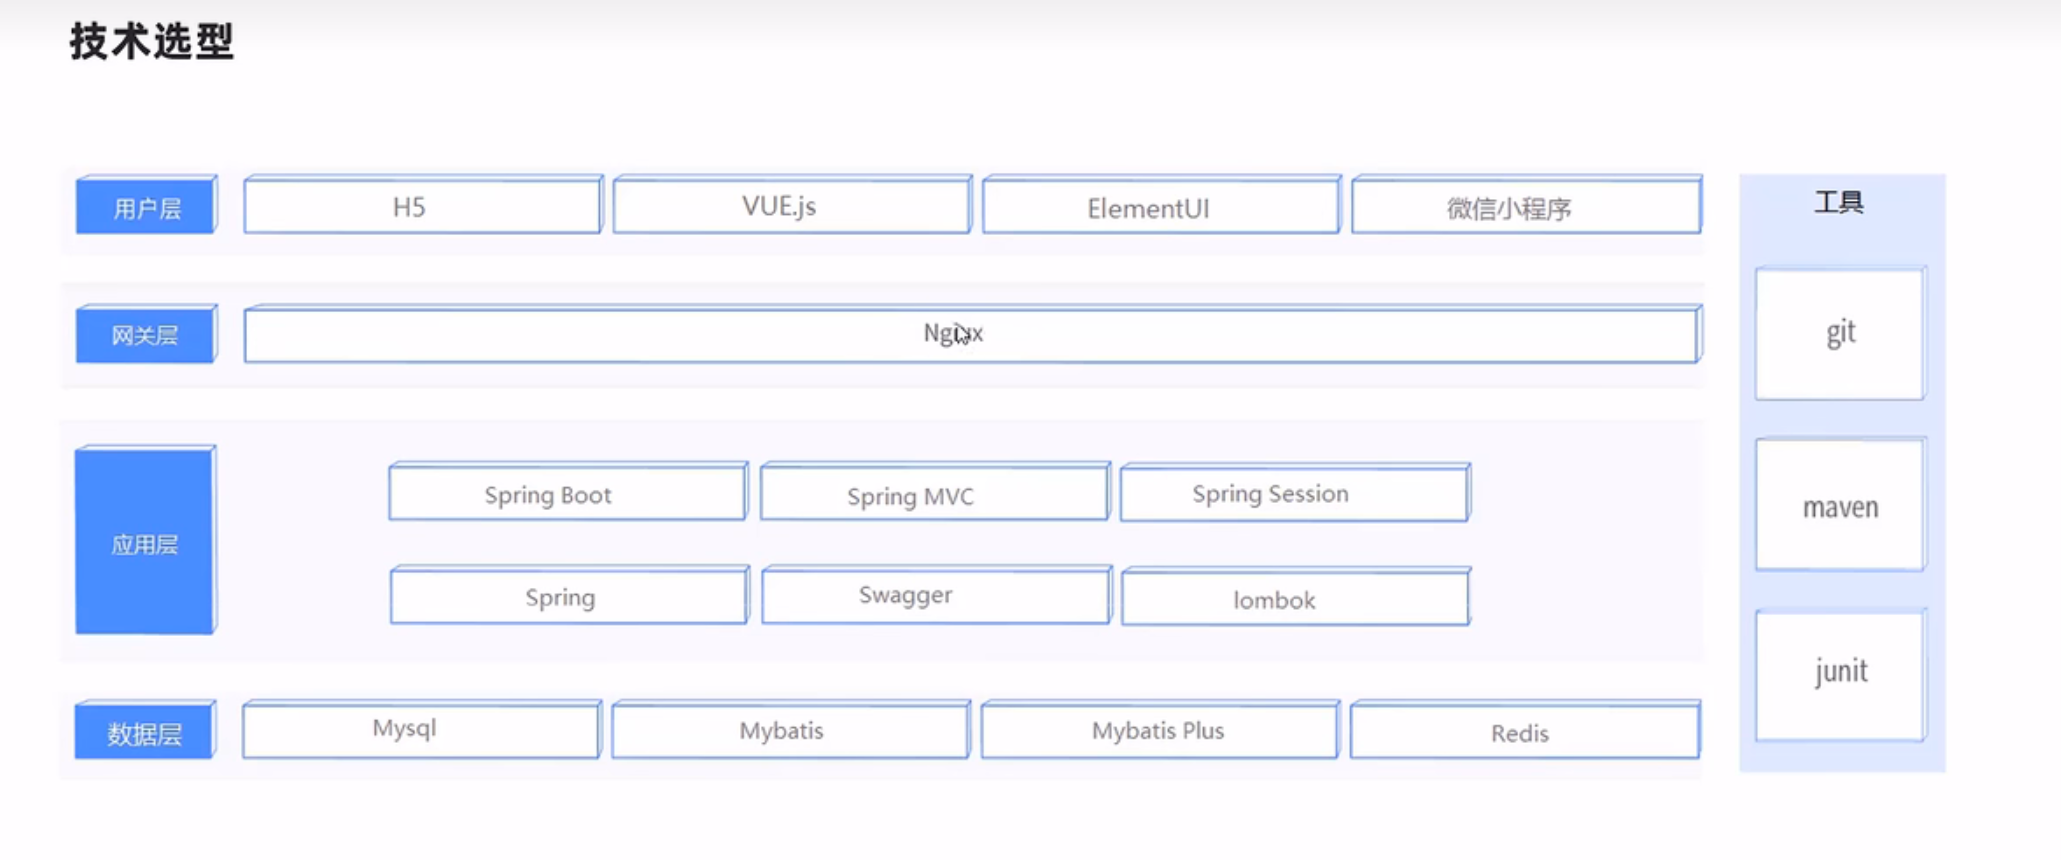 技术选型
用户层 H5 VUE.js ElementUI 微信小程序
网关层 Nginx
应用层
Spring Boot Spring MVC Spring Session
Spring Swagger lombok
数据层 Mysql Mybatis Mybatis Plus Redis
工具
git
maven
junit